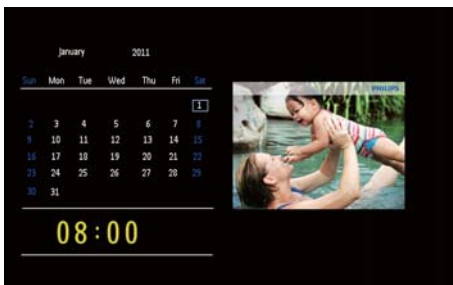 January 2011
Sun Mon Tue Wed Thu Fri Sat
1
2 3 4 5 6 7 8
9 10 11 12 13 14 15
16 17 18 19 20 21 22
23 24 25 26 27 28 29
30 31
08:00
PHILIPS